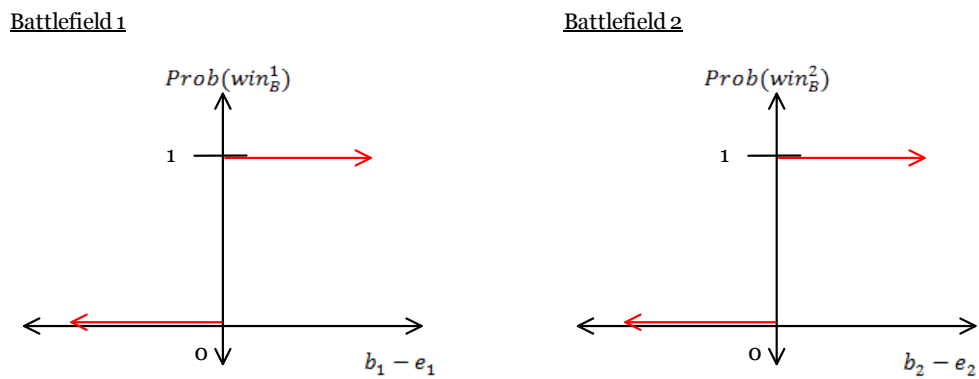 Battlefield 1
Battlefield 2
Prob(win_B^1)
Prob(win_B^2)
1
1
0
0
b_1 − e_1
b_2 − e_2